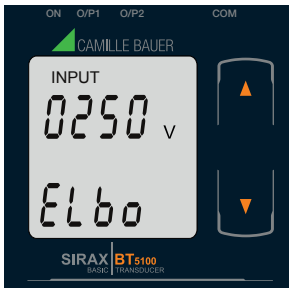 ON O/P1 O/P2 COM
CAMILLE BAUER
INPUT
0250 V
ELbo
SIRAX BT5100
BASIC TRANSDUCER